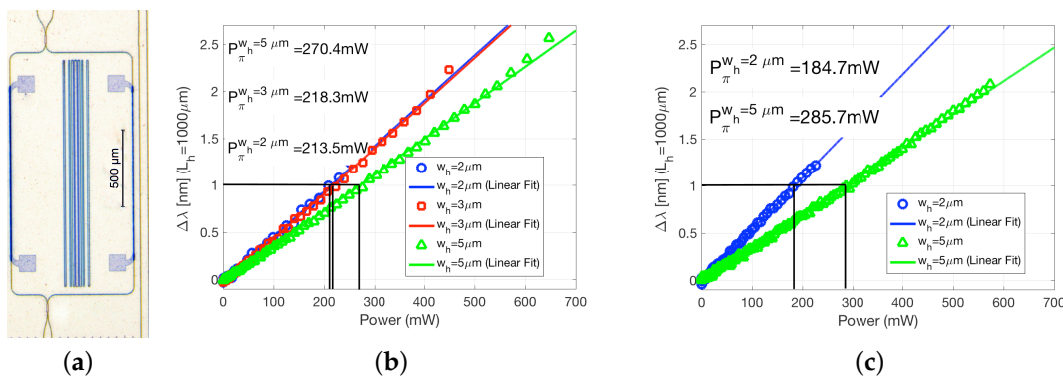 500 μm
(a)
P_π^{w_h=5 μm}=270.4mW
P_π^{w_h=3 μm}=218.3mW
P_π^{w_h=2 μm}=213.5mW
Δλ [nm] (L_h=1000μm)
2.5
2
1.5
1
0.5
0
w_h=2μm
w_h=2μm (Linear Fit)
w_h=3μm
w_h=3μm (Linear Fit)
w_h=5μm
w_h=5μm (Linear Fit)
0 100 200 300 400 500 600 700
Power (mW)
(b)
P_π^{w_h=2 μm}=184.7mW
P_π^{w_h=5 μm}=285.7mW
Δλ [nm] (L_h=1000μm)
2.5
2
1.5
1
0.5
0
w_h=2μm
w_h=2μm (Linear Fit)
w_h=5μm
w_h=5μm (Linear Fit)
0 100 200 300 400 500 600 700
Power (mW)
(c)